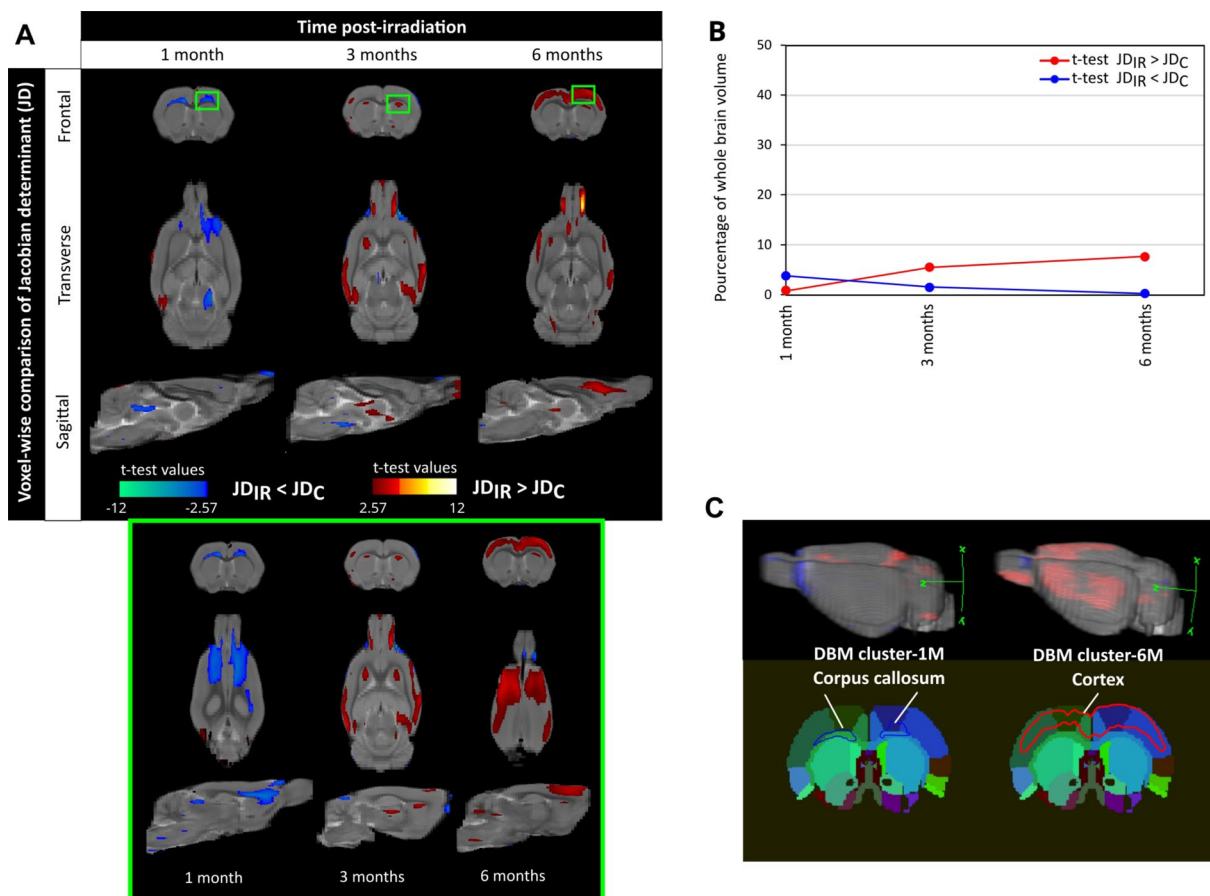 A
Time post-irradiation
1 month 3 months 6 months
Voxel-wise comparison of Jacobian determinant (JD)
Frontal
Transverse
Sagittal
t-test values
-12 -2.57
JDIR < JDC
t-test values
2.57 12
JDIR > JDC
1 month 3 months 6 months
B
Pourcentage of whole brain volume
50
40
30
20
10
0
t-test JDIR > JDC
t-test JDIR < JDC
1 month
3 months
6 months
C
x
z
y
x
z
y
DBM cluster-1M
Corpus callosum
DBM cluster-6M
Cortex